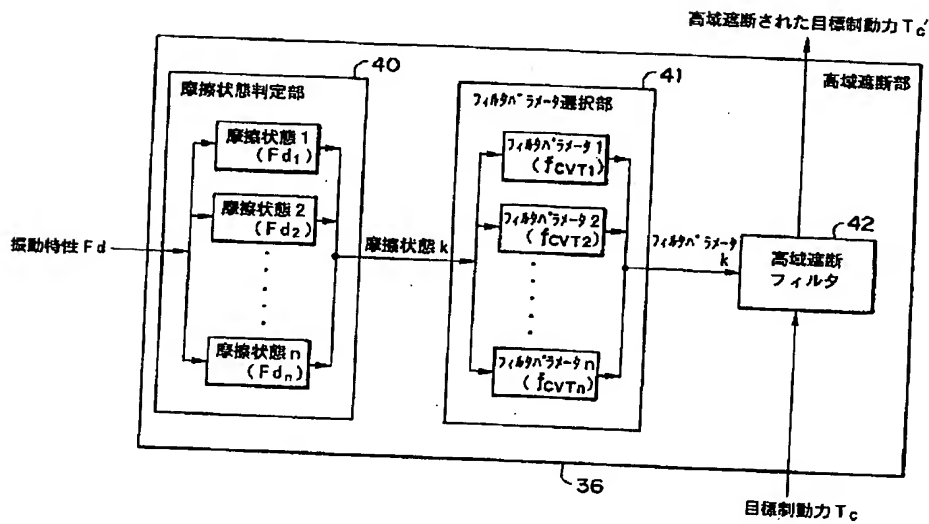 高域遮断された目標制動力 Tc'
40
41
高域遮断部
摩擦状態判定部
フィルタパラメータ選択部
摩擦状態1
(Fd1)
フィルタパラメータ1
(fCVT1)
摩擦状態2
(Fd2)
フィルタパラメータ2
(fCVT2)
42
振動特性 Fd
摩擦状態 k
フィルタパラメータ
k
高域遮断
フィルタ
摩擦状態n
(Fdn)
フィルタパラメータn
(fCVTn)
36
目標制動力 Tc